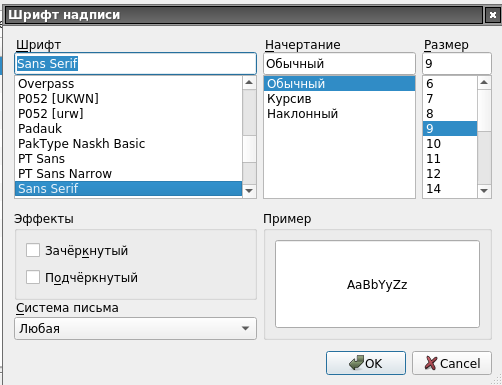 Шрифт надписи
Шрифт Начертание Размер
Sans Serif Обычный 9
Overpass Обычный 6
P052 [UKWN] Курсив 7
P052 [urw] Наклонный 8
Padauk 9
PakType Naskh Basic 10
PT Sans 11
PT Sans Narrow 12
Sans Serif 14
Эффекты Пример
Зачёркнутый
Подчёркнутый
AaBbYyZz
Система письма
Любая
OK Cancel